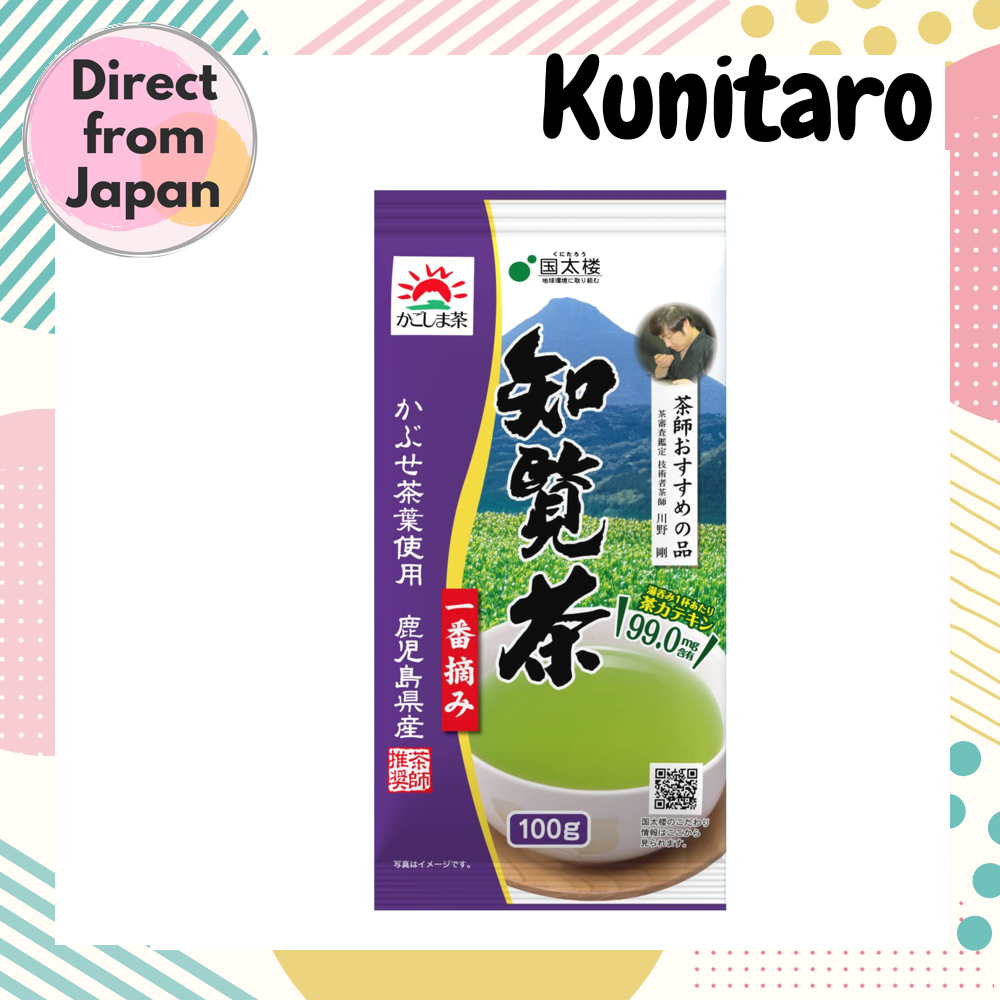 Direct
from
Japan
Kunitaro
かごしま茶
くにたろう
国太楼
地球環境に取り組む
知覧茶
茶師おすすめの品
茶審査鑑定 技術者茶師 川野 剛
かぶせ茶葉使用 鹿児島県産
一番摘み
茶師
推奨
湯呑み1杯あたり
茶カテキン
99.0mg
含有
100g
国太楼のこだわり
情報はここから
見られます。
写真はイメージです。